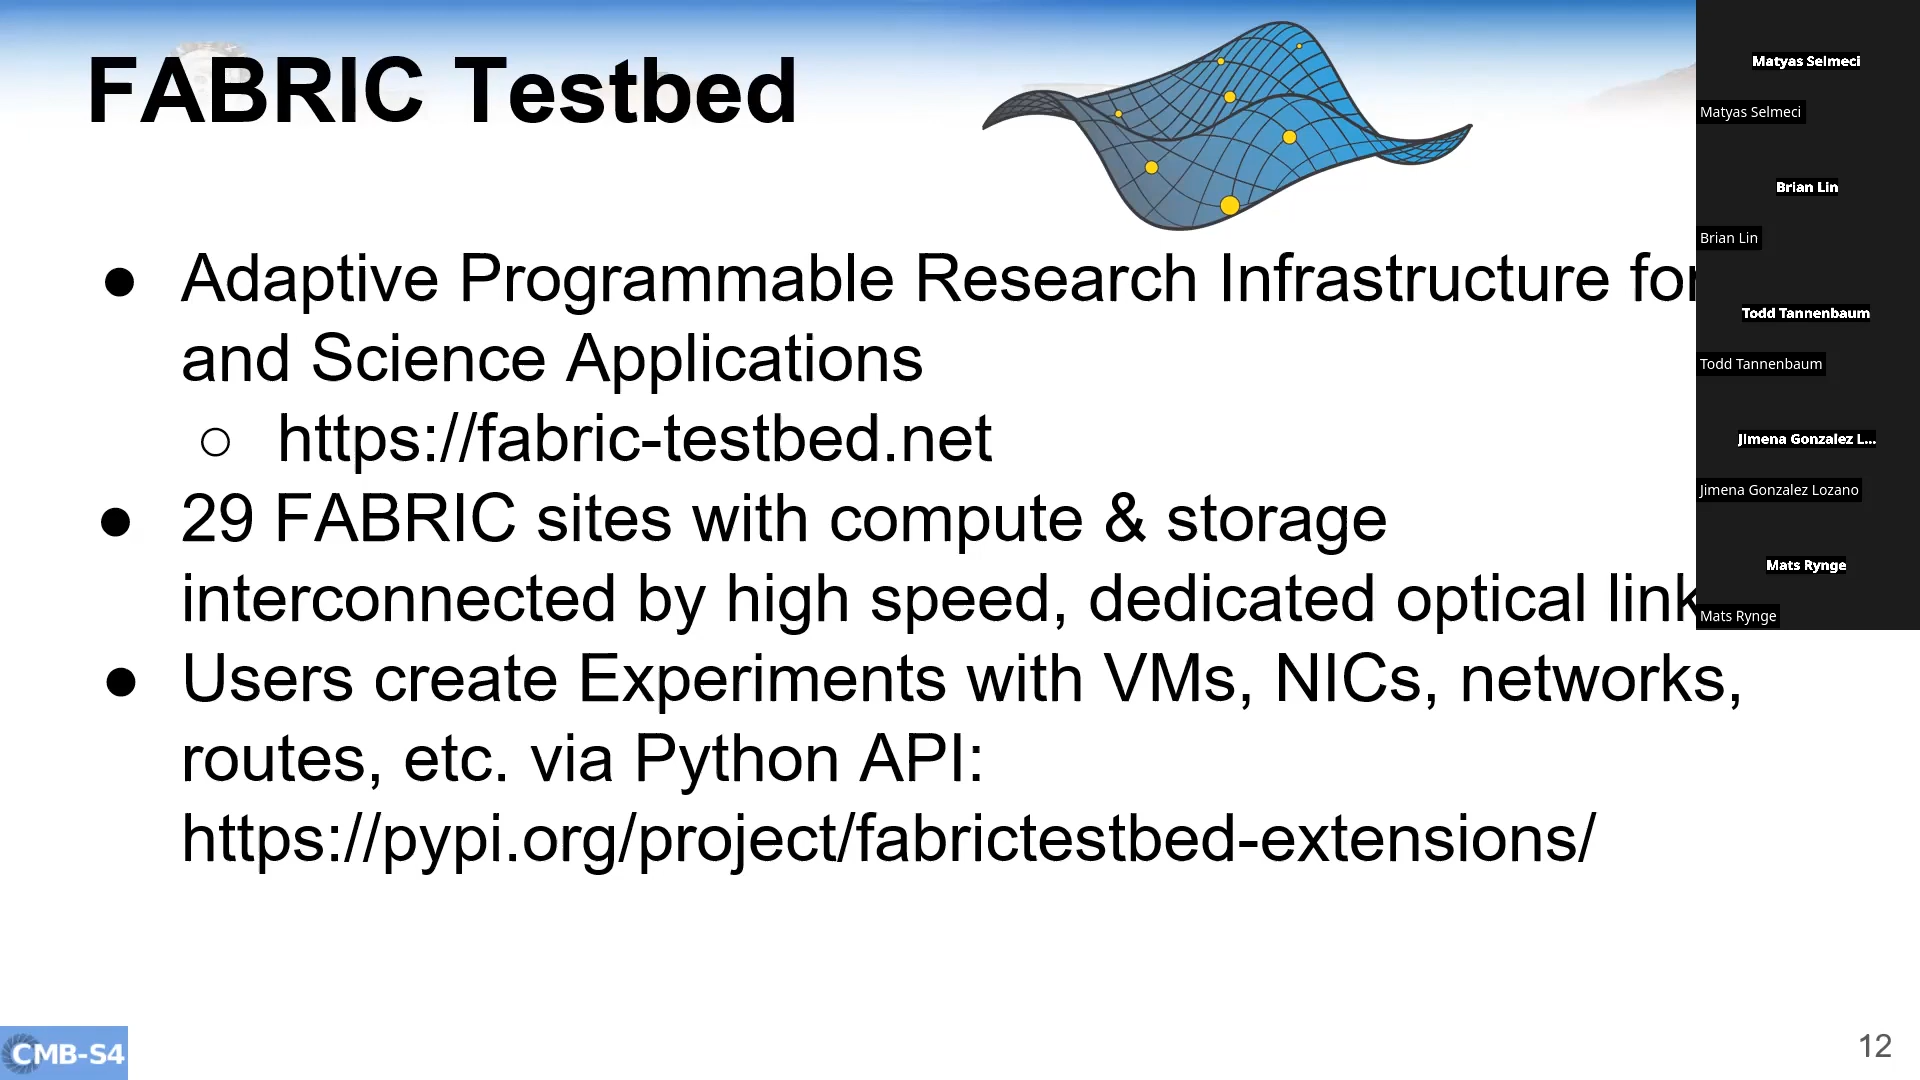 FABRIC Testbed
● Adaptive Programmable Research Infrastructure for
and Science Applications
○ https://fabric-testbed.net
● 29 FABRIC sites with compute & storage
interconnected by high speed, dedicated optical link
● Users create Experiments with VMs, NICs, networks,
routes, etc. via Python API:
https://pypi.org/project/fabrictestbed-extensions/
CMB-S4
12
Matyas Selmeci
Matyas Selmeci
Brian Lin
Brian Lin
Todd Tannenbaum
Todd Tannenbaum
Jimena Gonzalez L...
Jimena Gonzalez Lozano
Mats Rynge
Mats Rynge